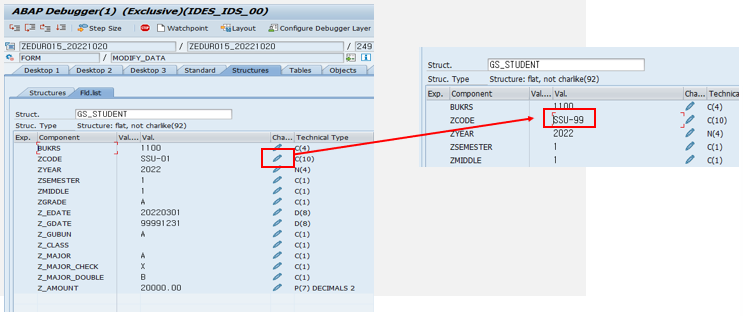 ABAP Debugger(1) (Exclusive)(IDES_IDS_00)
Step Size Watchpoint Layout Configure Debugger Layer
ZEDUR015_20221020 / ZEDUR015_20221020 / 249
FORM / MODIFY_DATA
Desktop 1 Desktop 2 Desktop 3 Standard Structures Tables Objects
Structures Fld.list
Struct. GS_STUDENT
Struc. Type Structure: flat, not charlike(92)
Exp. Component Val.... Val. Cha... Technical Type
BUKRS 1100 C(4)
ZCODE SSU-01 C(10)
ZYEAR 2022 N(4)
ZSEMESTER 1 C(1)
ZMIDDLE 1 C(1)
ZGRADE A C(1)
Z_EDATE 20220301 D(8)
Z_GDATE 99991231 D(8)
Z_GUBUN A C(1)
Z_CLASS C(1)
Z_MAJOR A C(1)
Z_MAJOR_CHECK X C(1)
Z_MAJOR_DOUBLE B C(1)
Z_AMOUNT 20000.00 P(7) DECIMALS 2
Struct. GS_STUDENT
Struc. Type Structure: flat, not charlike(92)
Exp. Component Val.... Val. Cha... Technical
BUKRS 1100 C(4)
ZCODE SSU-99 C(10)
ZYEAR 2022 N(4)
ZSEMESTER 1 C(1)
ZMIDDLE 1 C(1)